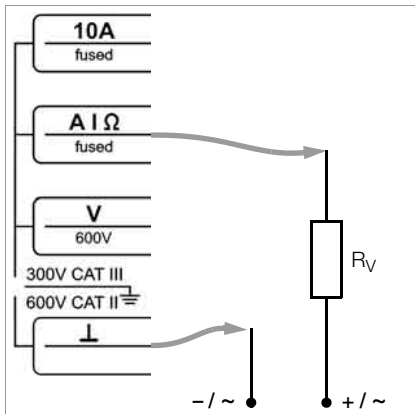 10A
fused
A I Ω
fused
V
600V
300V CAT III
600V CAT II
⊥
R_V
– / ~
+ / ~